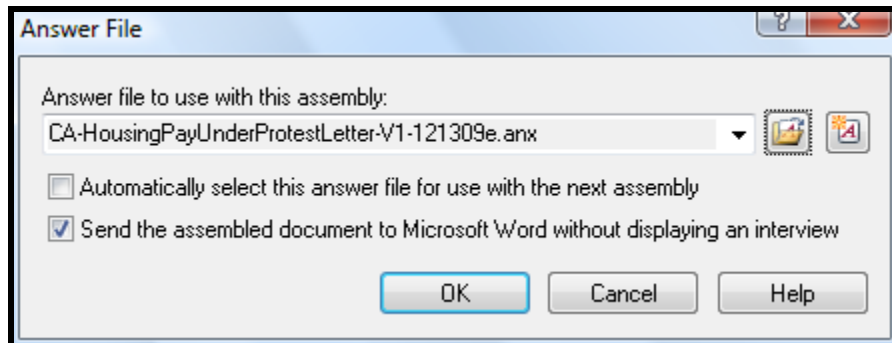 Answer File
Answer file to use with this assembly:
CA-HousingPayUnderProtestLetter-V1-121309e.anx
Automatically select this answer file for use with the next assembly
Send the assembled document to Microsoft Word without displaying an interview
OK Cancel Help